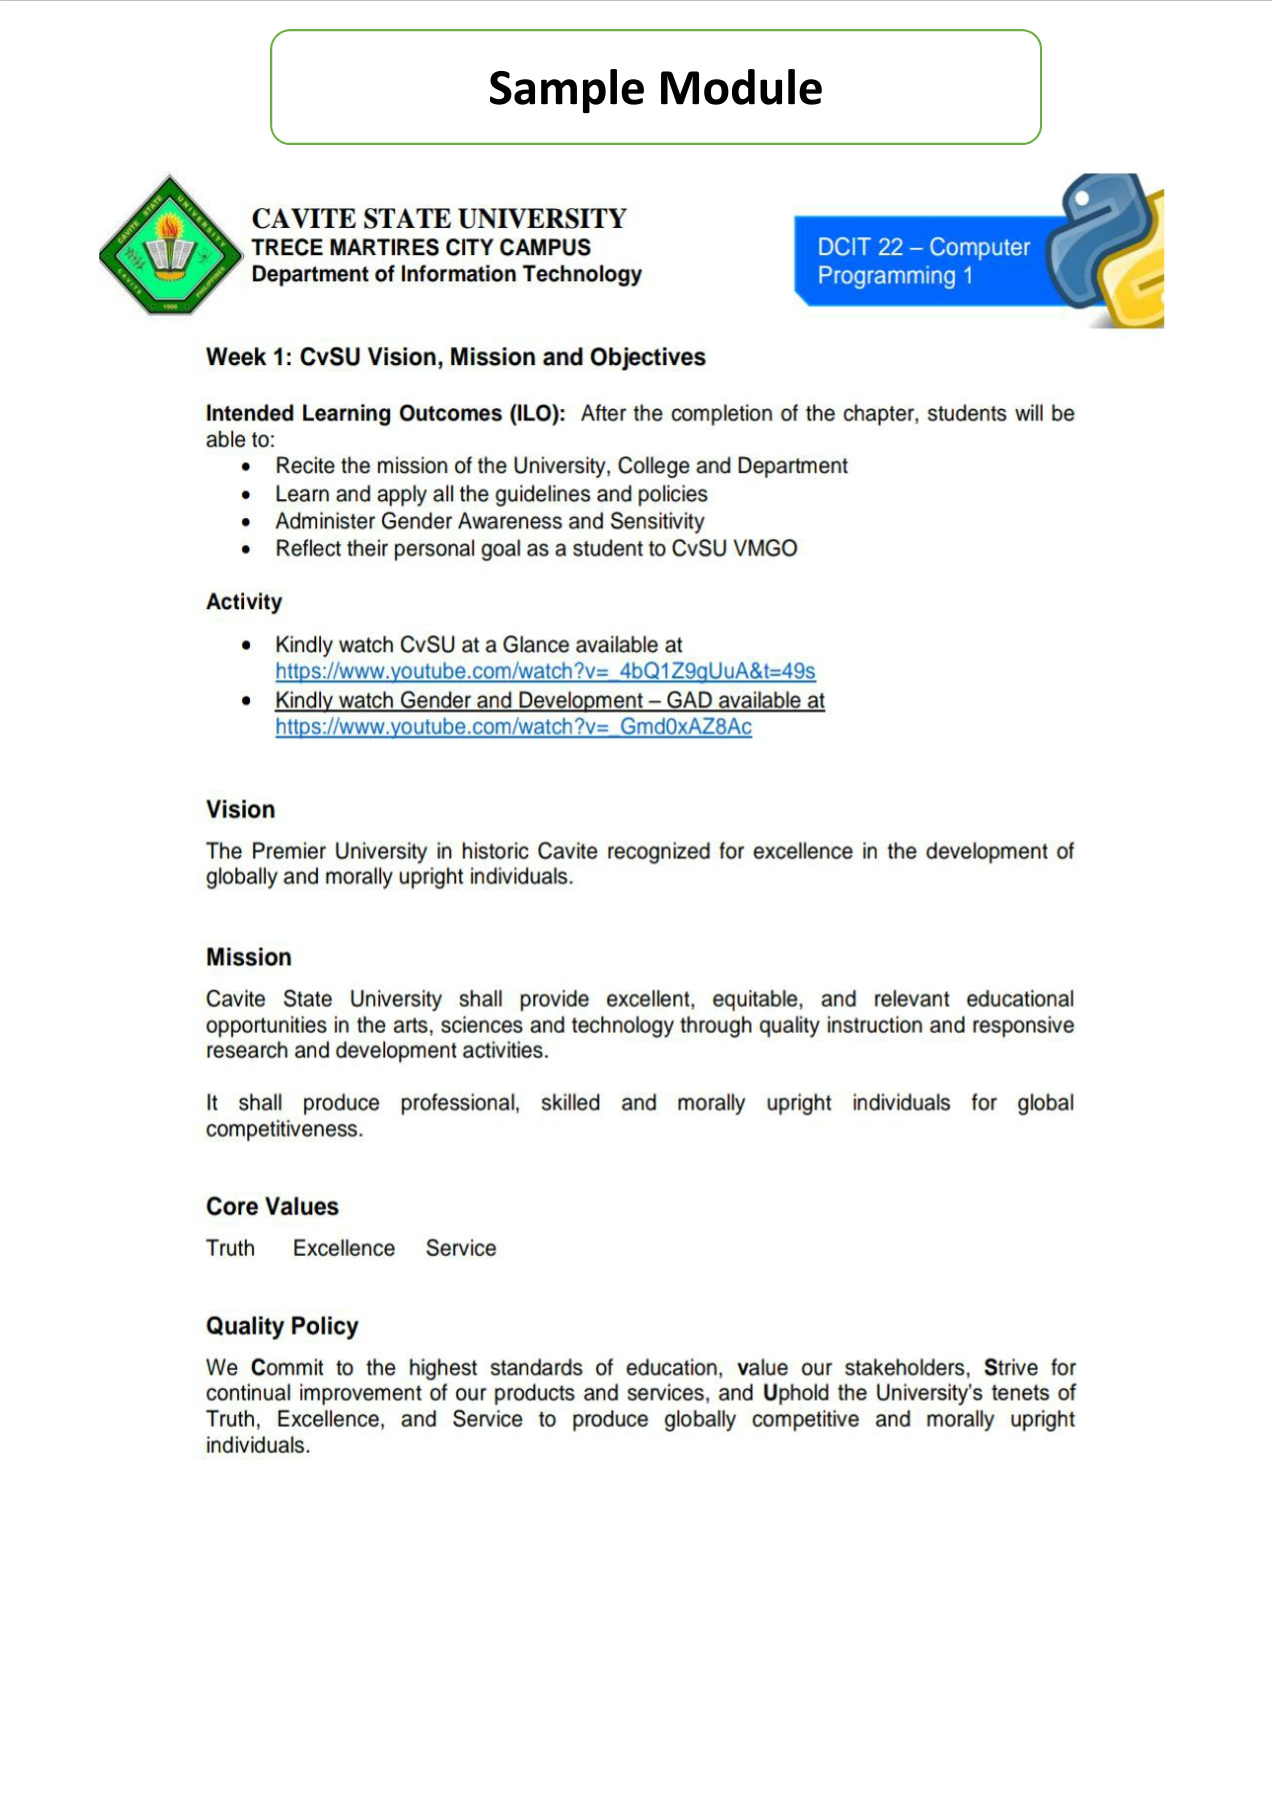 Sample Module
CAVITE STATE UNIVERSITY
TRECE MARTIRES CITY CAMPUS
Department of Information Technology
CAVITE STATE UNIVERSITY
CAVITE
PHILIPPINES
1906
DCIT 22 – Computer
Programming 1
Week 1: CvSU Vision, Mission and Objectives
Intended Learning Outcomes (ILO): After the completion of the chapter, students will be
able to:
• Recite the mission of the University, College and Department
• Learn and apply all the guidelines and policies
• Administer Gender Awareness and Sensitivity
• Reflect their personal goal as a student to CvSU VMGO
Activity
• Kindly watch CvSU at a Glance available at
https://www.youtube.com/watch?v=_4bQ1Z9gUuA&t=49s
• Kindly watch Gender and Development – GAD available at
https://www.youtube.com/watch?v=_Gmd0xAZ8Ac
Vision
The Premier University in historic Cavite recognized for excellence in the development of
globally and morally upright individuals.
Mission
Cavite State University shall provide excellent, equitable, and relevant educational
opportunities in the arts, sciences and technology through quality instruction and responsive
research and development activities.
It shall produce professional, skilled and morally upright individuals for global
competitiveness.
Core Values
Truth Excellence Service
Quality Policy
We Commit to the highest standards of education, value our stakeholders, Strive for
continual improvement of our products and services, and Uphold the University's tenets of
Truth, Excellence, and Service to produce globally competitive and morally upright
individuals.